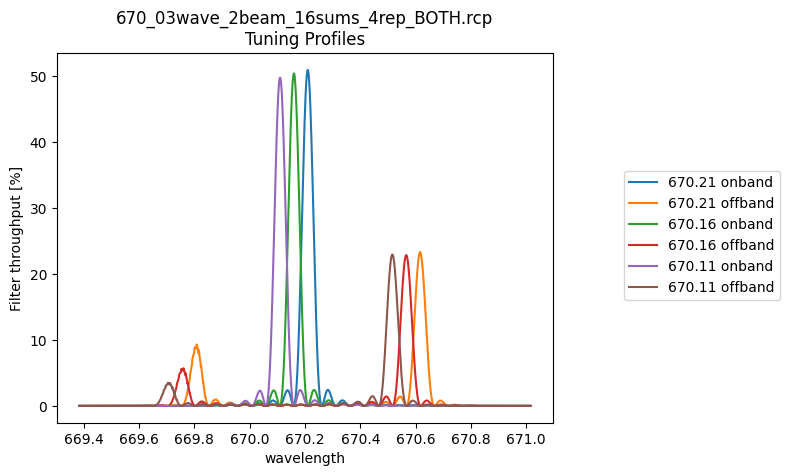 670_03wave_2beam_16sums_4rep_BOTH.rcp
Tuning Profiles
50
40
30
20
10
0
Filter throughput [%]
669.4 669.6 669.8 670.0 670.2 670.4 670.6 670.8 671.0
wavelength
670.21 onband
670.21 offband
670.16 onband
670.16 offband
670.11 onband
670.11 offband